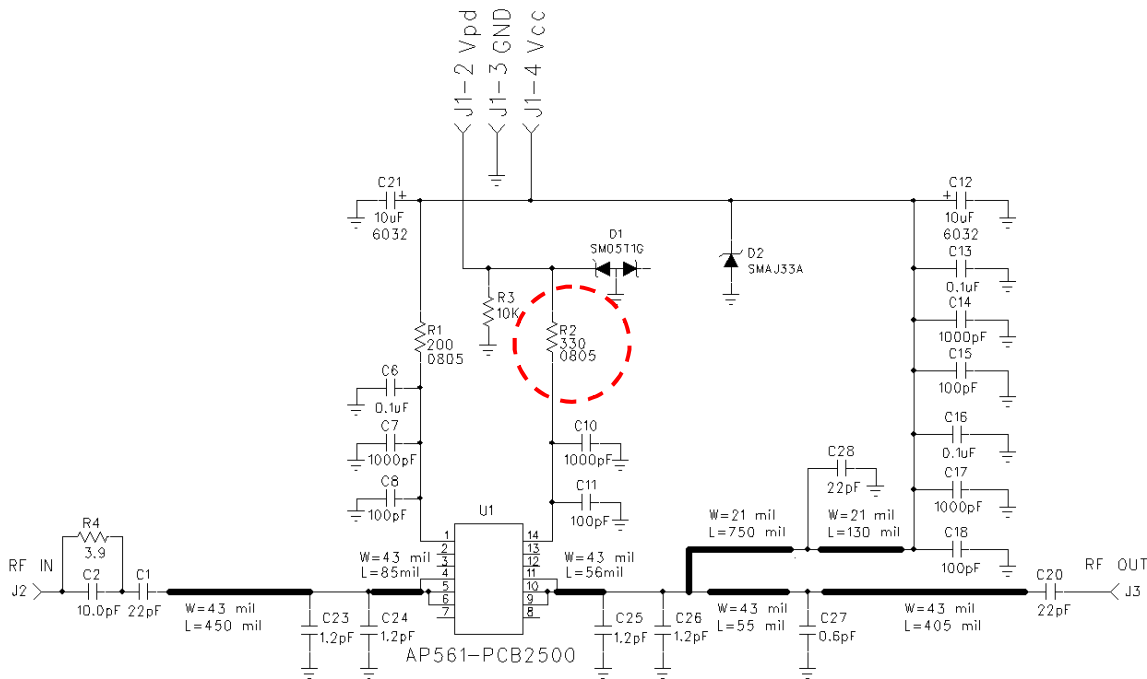 J1-2 Vpd
J1-3 GND
J1-4 Vcc
C21
10uF
6032
C12
10uF
6032
D1
SM05T1G
D2
SMAJ33A
C13
0.1uF
R3
10K
C14
1000pF
R1
200
0805
R2
330
0805
C15
100pF
C6
0.1uF
C16
0.1uF
C7
1000pF
C10
1000pF
C28
22pF
C17
1000pF
C8
100pF
C11
100pF
U1
W=21 mil
L=750 mil
W=21 mil
L=130 mil
C18
100pF
1
2
3
4
5
6
7
14
13
12
11
10
9
8
W=43 mil
L=85mil
W=43 mil
L=56mil
R4
3.9
RF IN
J2
C2
10.0pF
C1
22pF
W=43 mil
L=450 mil
C23
1.2pF
C24
1.2pF
AP561-PCB2500
C25
1.2pF
C26
1.2pF
W=43 mil
L=55 mil
C27
0.6pF
W=43 mil
L=405 mil
C20
22pF
RF OUT
J3